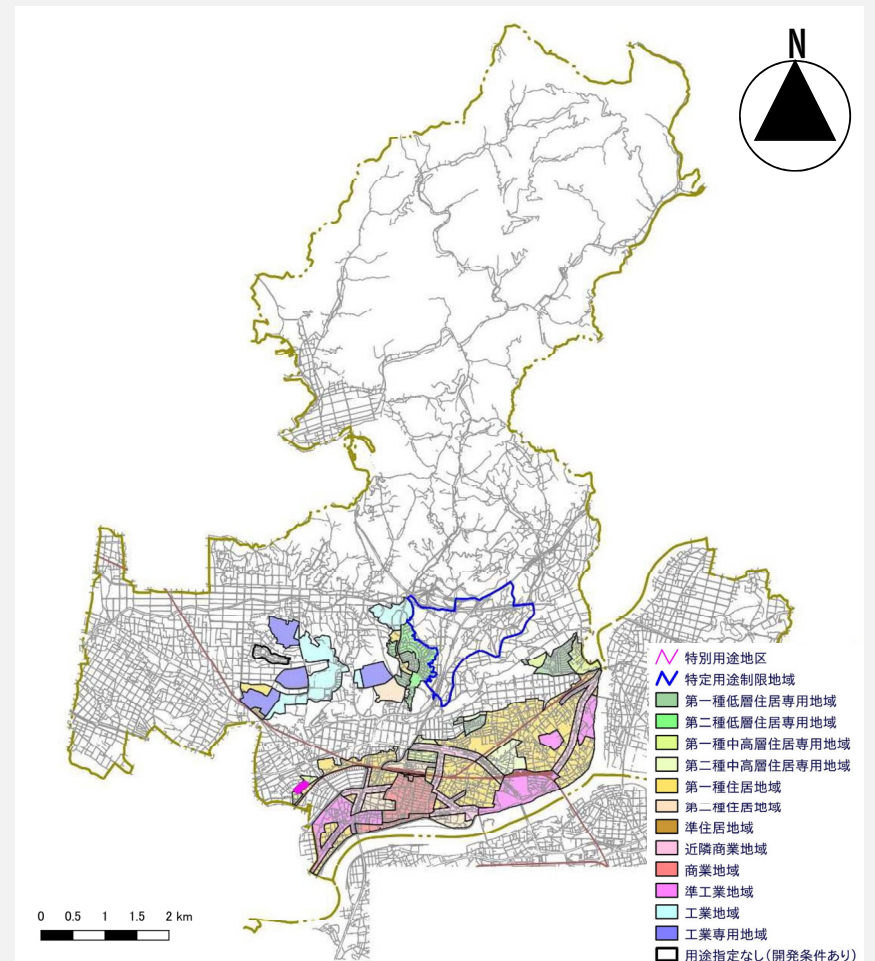 N
特別用途地区
特定用途制限地域
第一種低層住居専用地域
第二種低層住居専用地域
第一種中高層住居専用地域
第二種中高層住居専用地域
第一種住居地域
第二種住居地域
準住居地域
近隣商業地域
商業地域
準工業地域
工業地域
工業専用地域
用途指定なし(開発条件あり)
0 0.5 1 1.5 2 km